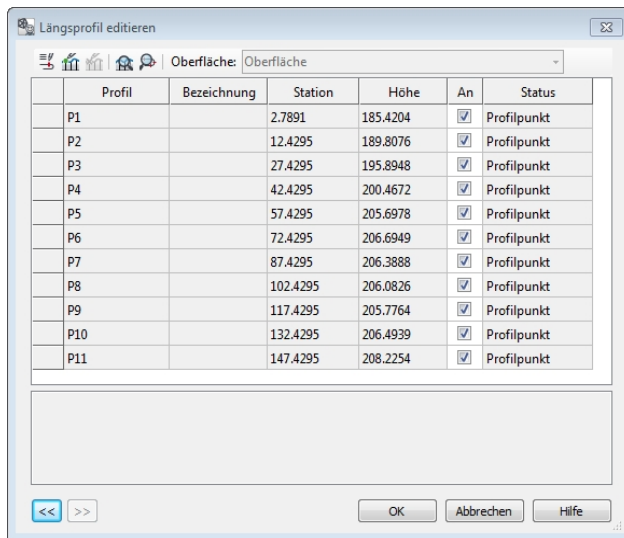 Längsprofil editieren
Oberfläche: Oberfläche
Profil Bezeichnung Station Höhe An Status
P1 2.7891 185.4204 Profilpunkt
P2 12.4295 189.8076 Profilpunkt
P3 27.4295 195.8948 Profilpunkt
P4 42.4295 200.4672 Profilpunkt
P5 57.4295 205.6978 Profilpunkt
P6 72.4295 206.6949 Profilpunkt
P7 87.4295 206.3888 Profilpunkt
P8 102.4295 206.0826 Profilpunkt
P9 117.4295 205.7764 Profilpunkt
P10 132.4295 206.4939 Profilpunkt
P11 147.4295 208.2254 Profilpunkt
<< >> OK Abbrechen Hilfe